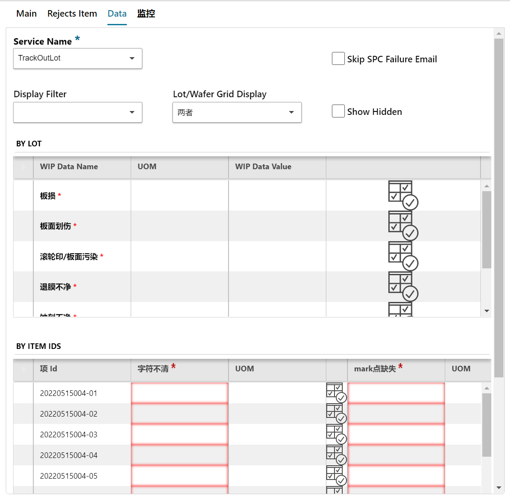 Main Rejects Item Data 监控
Service Name *
TrackOutLot
Skip SPC Failure Email
Display Filter Lot/Wafer Grid Display
两者
Show Hidden
BY LOT
WIP Data Name UOM WIP Data Value
板损 *
板面划伤 *
滚轮印/板面污染 *
退膜不净 *
BY ITEM IDS
项 Id 字符不清 * UOM mark点缺失 * UOM
20220515004-01
20220515004-02
20220515004-03
20220515004-04
20220515004-05